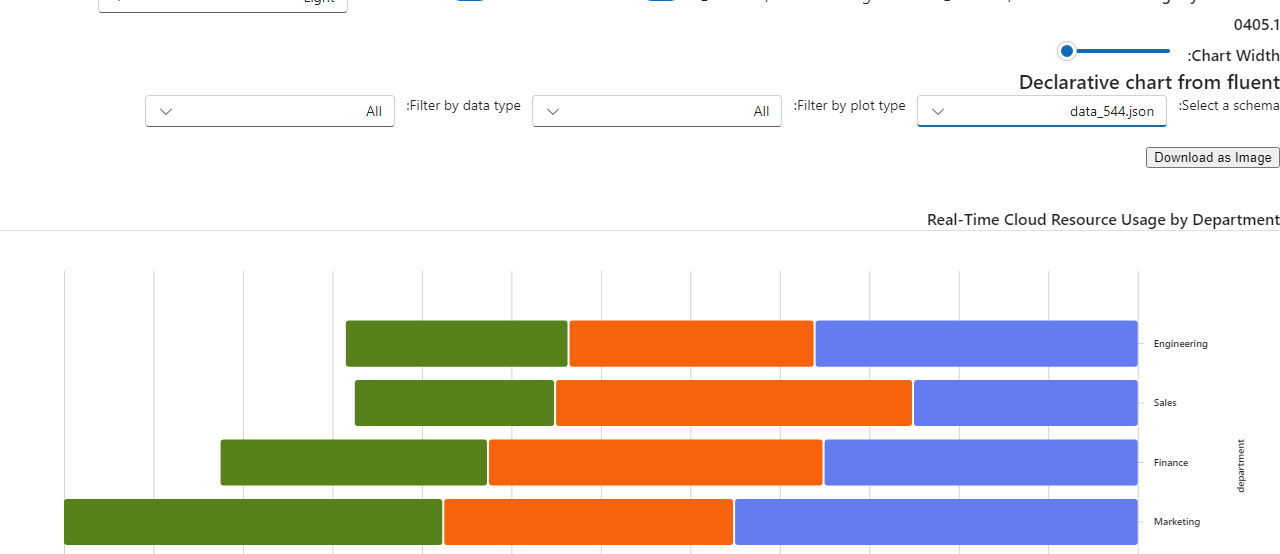 Light
0405.1
:Chart Width
Declarative chart from fluent
:Select a schema
data_544.json
:Filter by plot type
All
:Filter by data type
All
Download as Image
Real-Time Cloud Resource Usage by Department
Engineering
Sales
Finance
Marketing
department